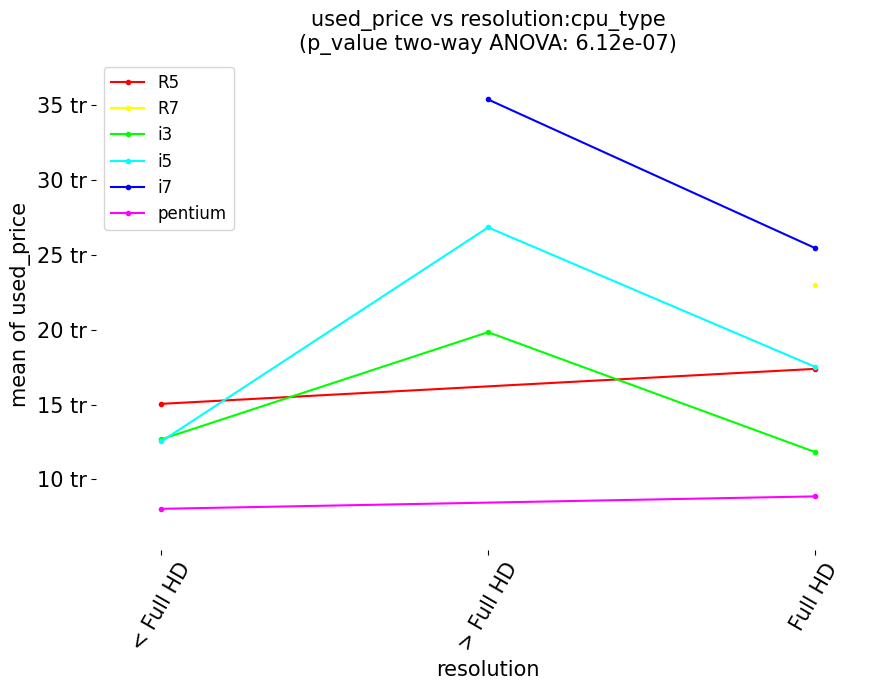 used_price vs resolution:cpu_type
(p_value two-way ANOVA: 6.12e-07)
R5
R7
i3
i5
i7
pentium
35 tr
30 tr
25 tr
20 tr
15 tr
10 tr
mean of used_price
< Full HD
> Full HD
Full HD
resolution